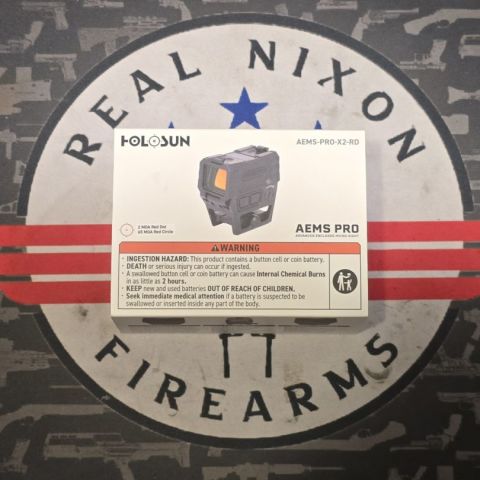 REAL NIXON
HOLOSUN
AEMS-PRO-X2-RD
2 MOA Red Dot
65 MOA Red Circle
AEMS PRO
ADVANCED ENCLOSED MICRO SIGHT
WARNING
• INGESTION HAZARD: This product contains a button cell or coin battery.
• DEATH or serious injury can occur if ingested.
• A swallowed button cell or coin battery can cause Internal Chemical Burns
in as little as 2 hours.
• KEEP new and used batteries OUT OF REACH OF CHILDREN.
• Seek immediate medical attention if a battery is suspected to be
swallowed or inserted inside any part of the body.
FIREARMS